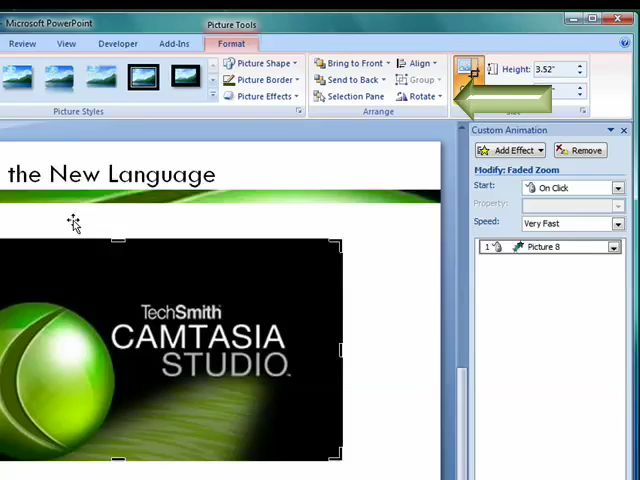 Microsoft PowerPoint
Picture Tools
Review View Developer Add-Ins Format
Picture Shape
Picture Border
Picture Effects
Bring to Front
Send to Back
Selection Pane
Align
Group
Rotate
Height: 3.52"
Picture Styles
Arrange
Custom Animation
Add Effect
Remove
Modify: Faded Zoom
Start: On Click
Property:
Speed: Very Fast
1 Picture 8
the New Language
TechSmith
CAMTASIA
STUDIO